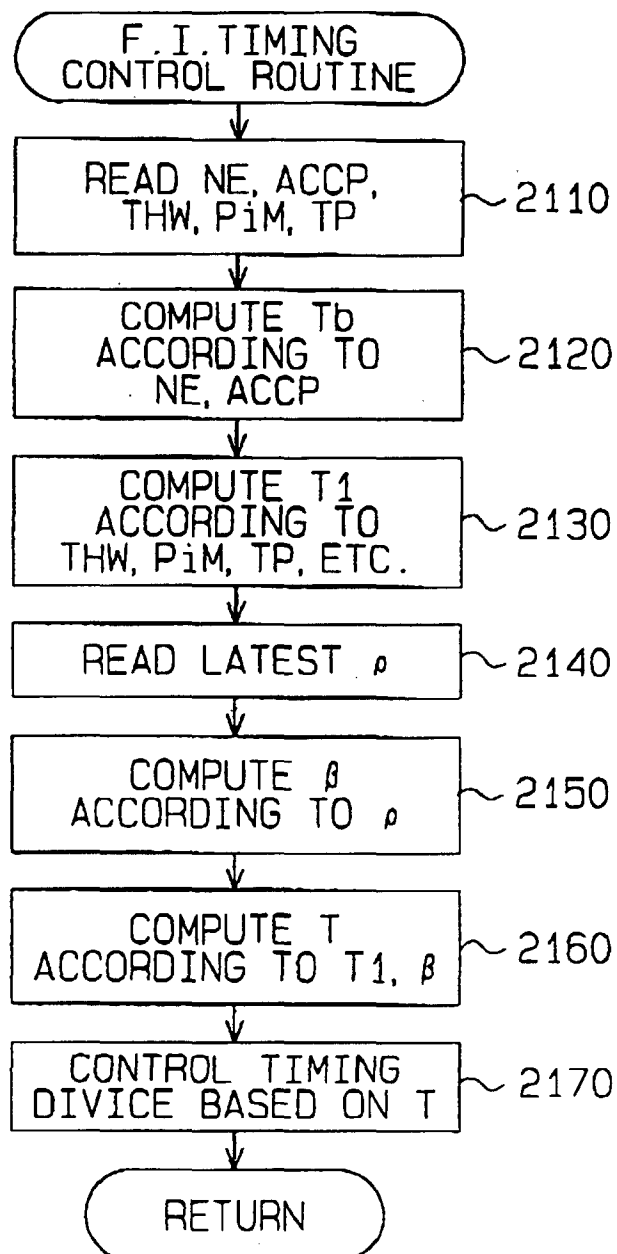 F.I.TIMING
CONTROL ROUTINE
READ NE, ACCP,
THW, PiM, TP
2110
COMPUTE Tb
ACCORDING TO
NE, ACCP
2120
COMPUTE T1
ACCORDING TO
THW, PiM, TP, ETC.
2130
READ LATEST ρ
2140
COMPUTE β
ACCORDING TO ρ
2150
COMPUTE T
ACCORDING TO T1, β
2160
CONTROL TIMING
DIVICE BASED ON T
2170
RETURN